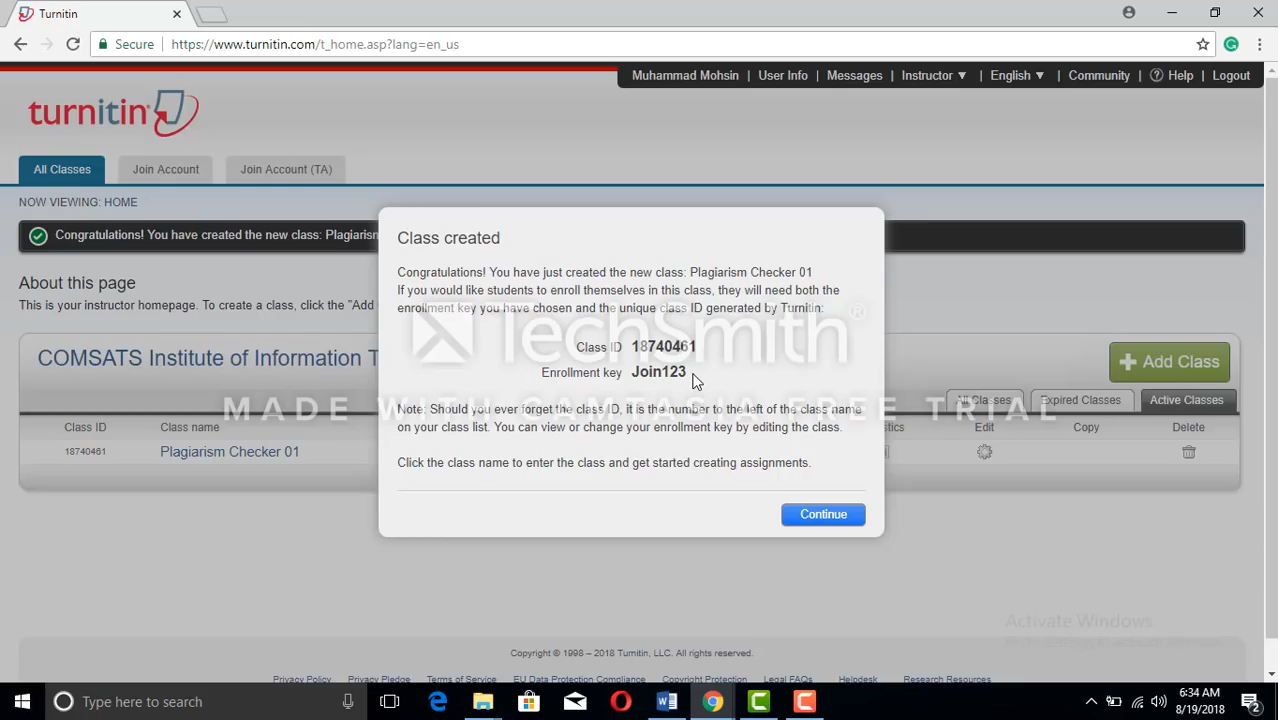 Turnitin
Secure https://www.turnitin.com/t_home.asp?lang=en_us
Muhammad Mohsin | User Info | Messages | Instructor ▼ | English ▼ | Community | Help | Logout
turnitin
All Classes Join Account Join Account (TA)
NOW VIEWING: HOME
Congratulations! You have created the new class: Plagiarism
About this page
This is your instructor homepage. To create a class, click the "Add
COMSATS Institute of Information T
+ Add Class
All Classes Expired Classes Active Classes
Class ID Class name Edit Copy Delete
18740461 Plagiarism Checker 01
Class created
Congratulations! You have just created the new class: Plagiarism Checker 01
If you would like students to enroll themselves in this class, they will need both the
enrollment key you have chosen and the unique class ID generated by Turnitin:
Class ID 18740461
Enrollment key Join123
Note: Should you ever forget the class ID, it is the number to the left of the class name
on your class list. You can view or change your enrollment key by editing the class.
Click the class name to enter the class and get started creating assignments.
Continue
TechSmith®
MADE WITH CAMTASIA FREE TRIAL
Activate Windows
Copyright © 1998 – 2018 Turnitin, LLC. All rights reserved.
Privacy Policy Privacy Pledge Terms of Service EU Data Protection Compliance Copyright Protection Legal FAQs Helpdesk Research Resources
Type here to search
6:34 AM
8/19/2018
2